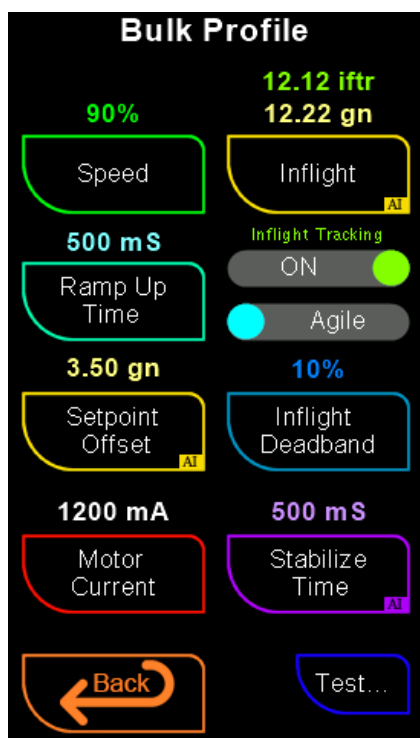 Bulk Profile
12.12 iftr
90%
12.22 gn
Speed
Inflight
AI
500 mS
Inflight Tracking
ON
Ramp Up
Time
Agile
3.50 gn
10%
Setpoint
Offset
AI
Inflight
Deadband
1200 mA
500 mS
Motor
Current
Stabilize
Time
AI
Back
Test...